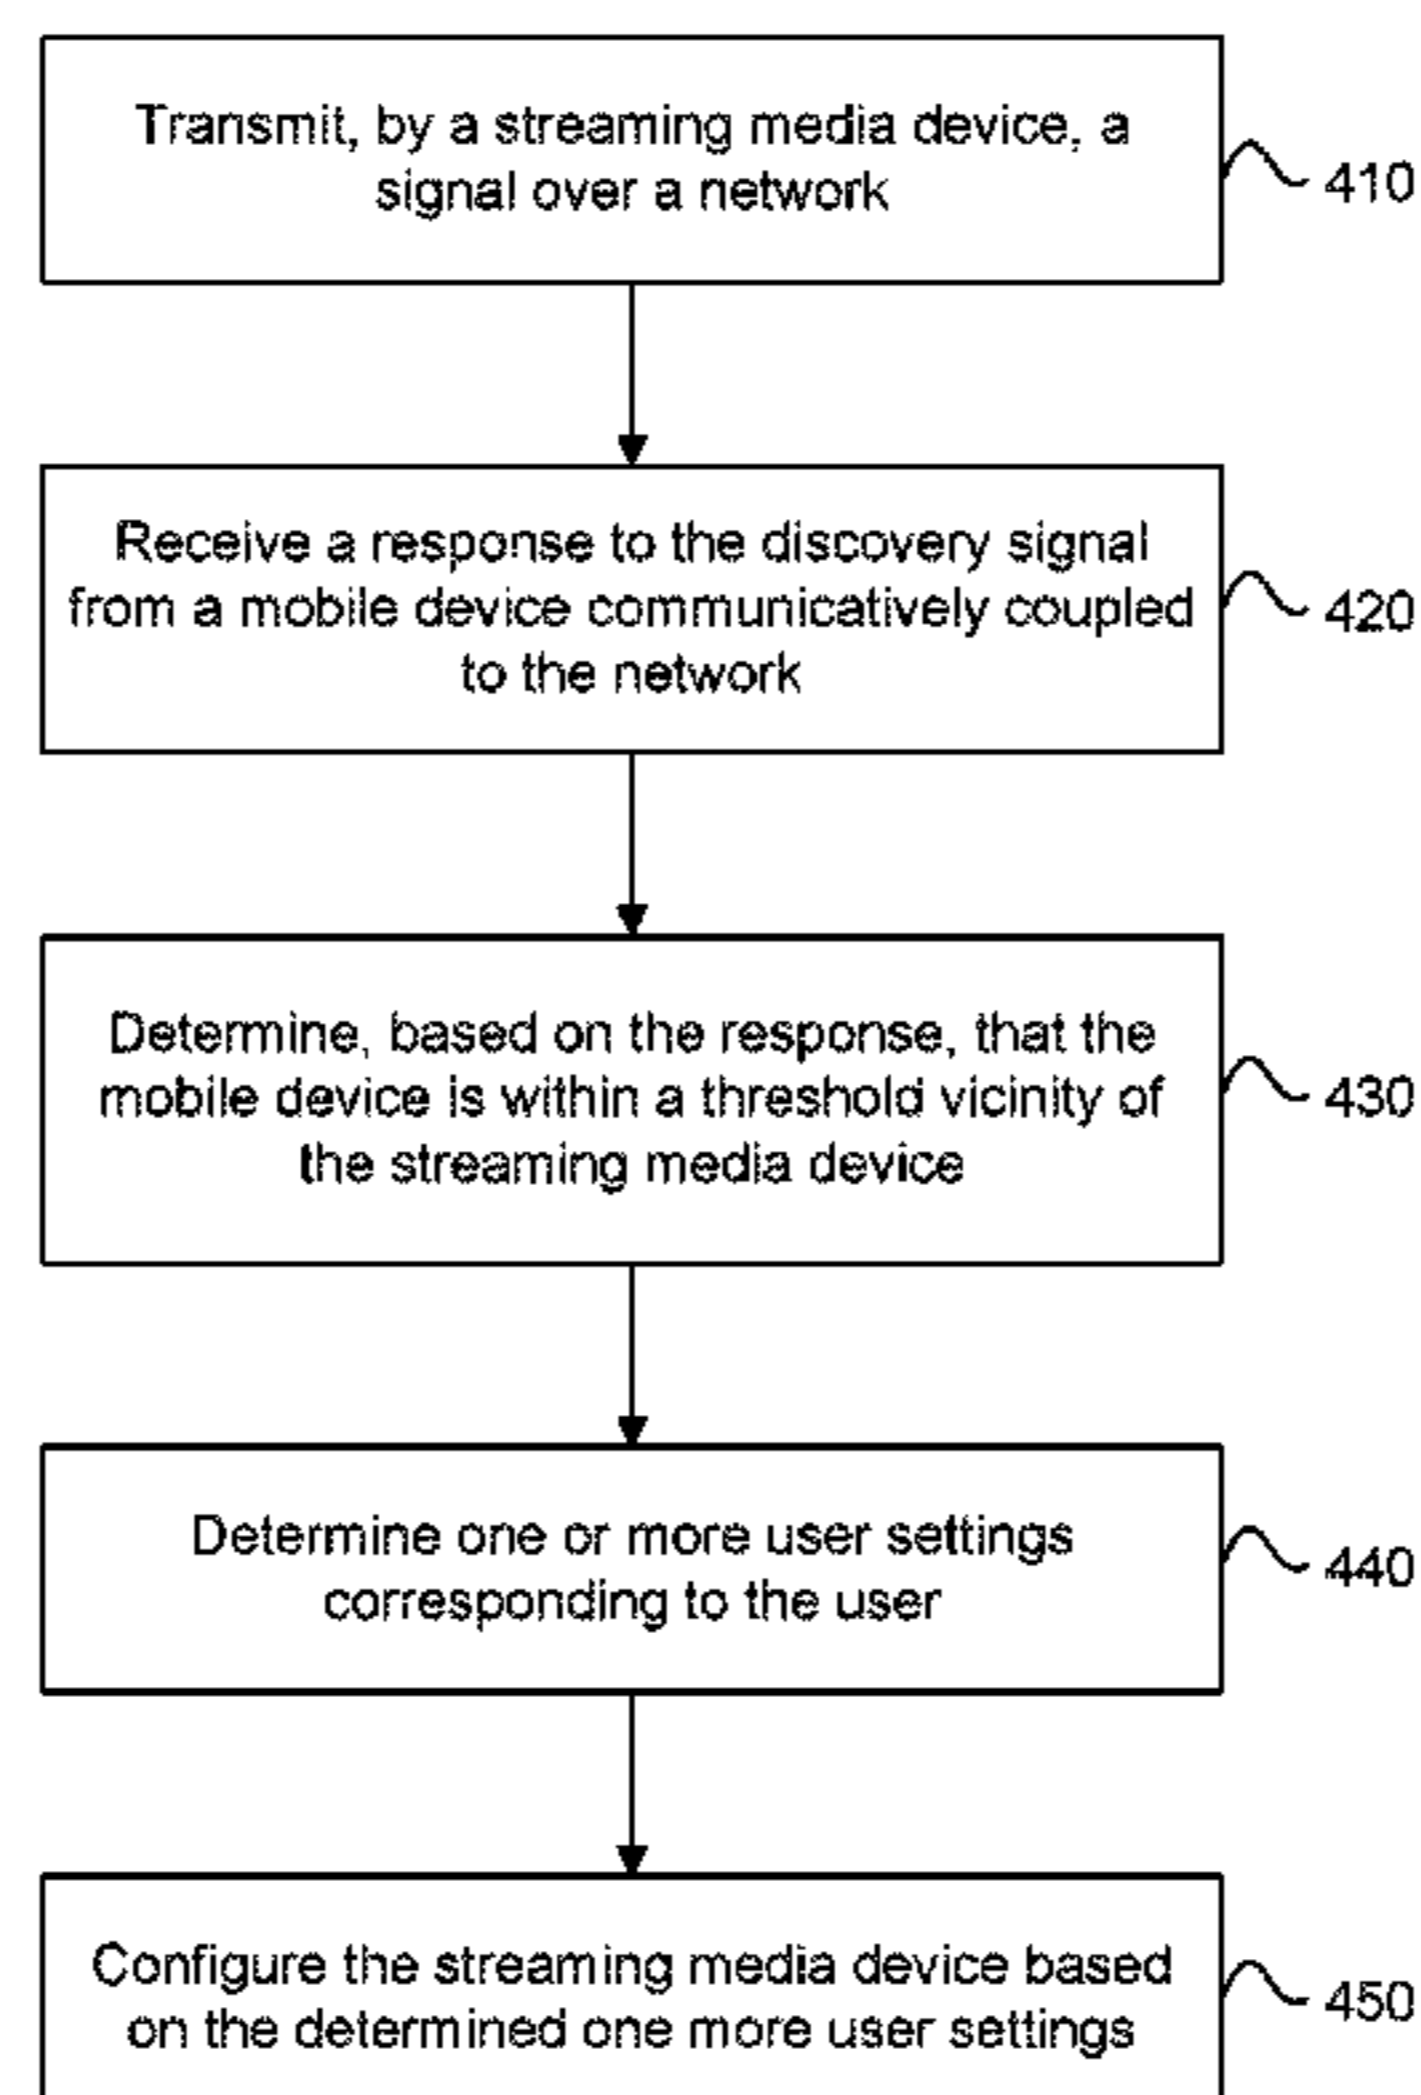 Transmit, by a streaming media device, a
signal over a network
410
Receive a response to the discovery signal
from a mobile device communicatively coupled
to the network
420
Determine, based on the response, that the
mobile device is within a threshold vicinity of
the streaming media device
430
Determine one or more user settings
corresponding to the user
440
Configure the streaming media device based
on the determined one more user settings
450